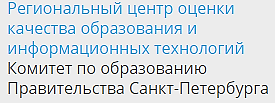 Региональный центр оценки
качества образования и
информационных технологий
Комитет по образованию
Правительства Санкт-Петербурга